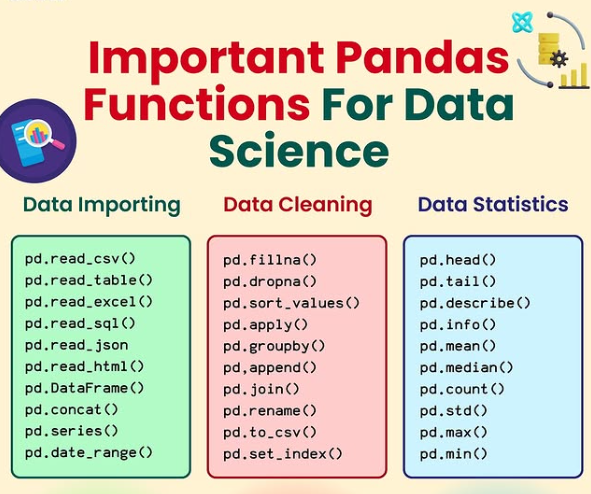 Important Pandas
Functions For Data
Science
Data Importing
pd.read_csv()
pd.read_table()
pd.read_excel()
pd.read_sql()
pd.read_json
pd.read_html()
pd.DataFrame()
pd.concat()
pd.series()
pd.date_range()
Data Cleaning
pd.fillna()
pd.dropna()
pd.sort_values()
pd.apply()
pd.groupby()
pd,append()
pd.join()
pd.rename()
pd.to_csv()
pd.set_index()
Data Statistics
pd.head()
pd.tail()
pd.describe()
pd.info()
pd.mean()
pd.median()
pd.count()
pd.std()
pd.max()
pd.min()